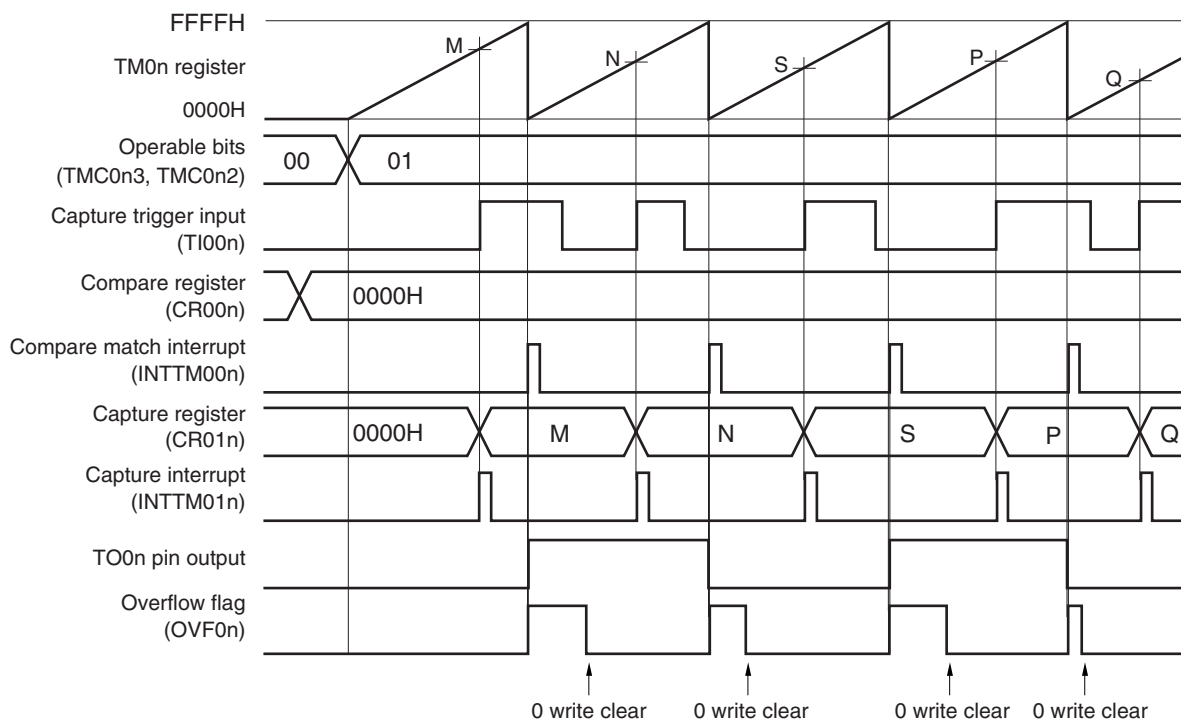 FFFFH
TM0n register
0000H
M
N
S
P
Q
Operable bits
(TMC0n3, TMC0n2)
00
01
Capture trigger input
(TI00n)
Compare register
(CR00n)
0000H
Compare match interrupt
(INTTM00n)
Capture register
(CR01n)
0000H
M
N
S
P
Q
Capture interrupt
(INTTM01n)
TO0n pin output
Overflow flag
(OVF0n)
0 write clear
0 write clear
0 write clear
0 write clear